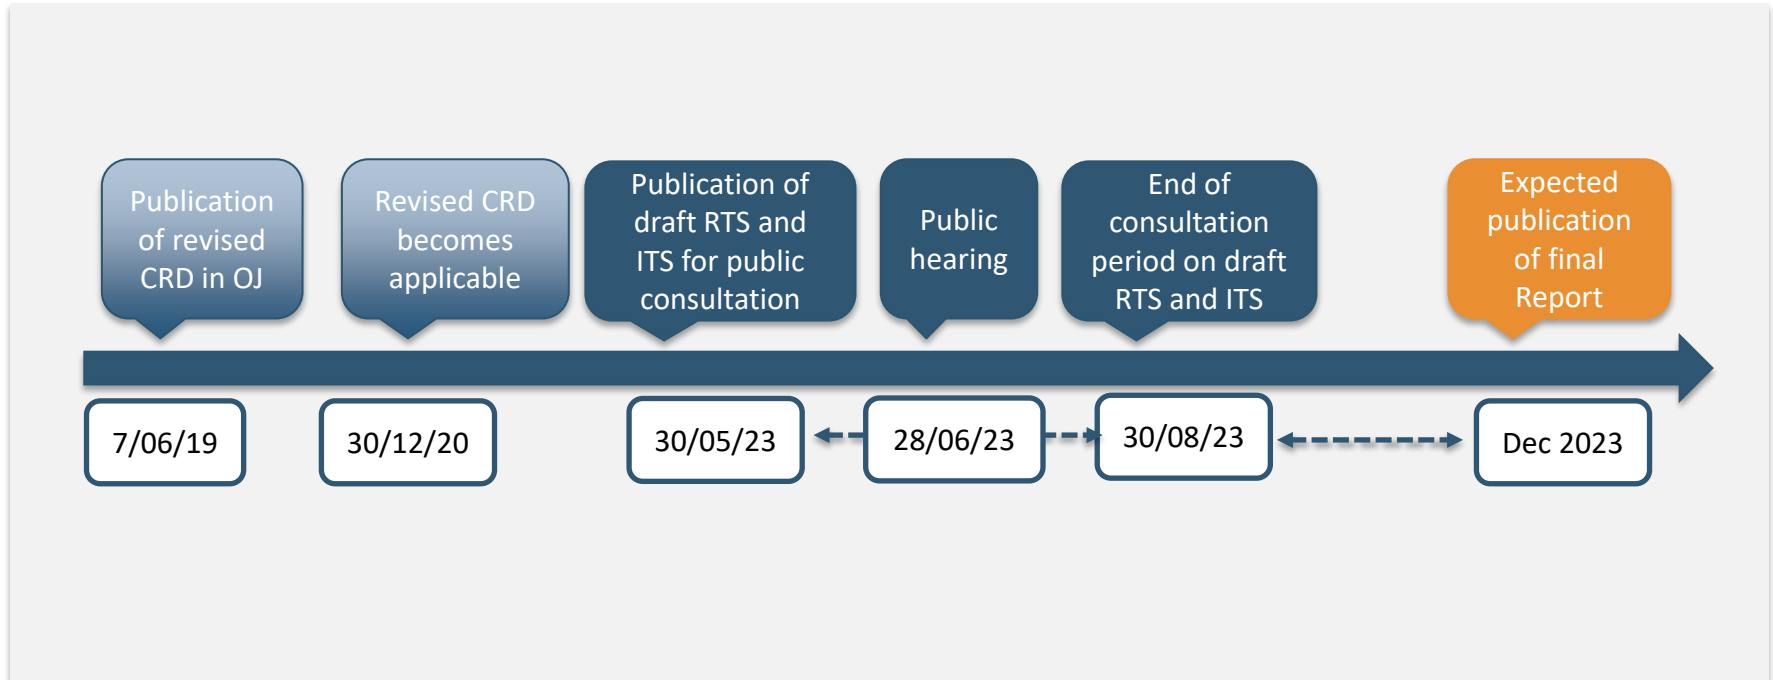 Publication
of revised
CRD in OJ
Revised CRD
becomes
applicable
Publication of
draft RTS and
ITS for public
consultation
Public
hearing
End of
consultation
period on draft
RTS and ITS
Expected
publication
of final
Report
7/06/19
30/12/20
30/05/23
28/06/23
30/08/23
Dec 2023